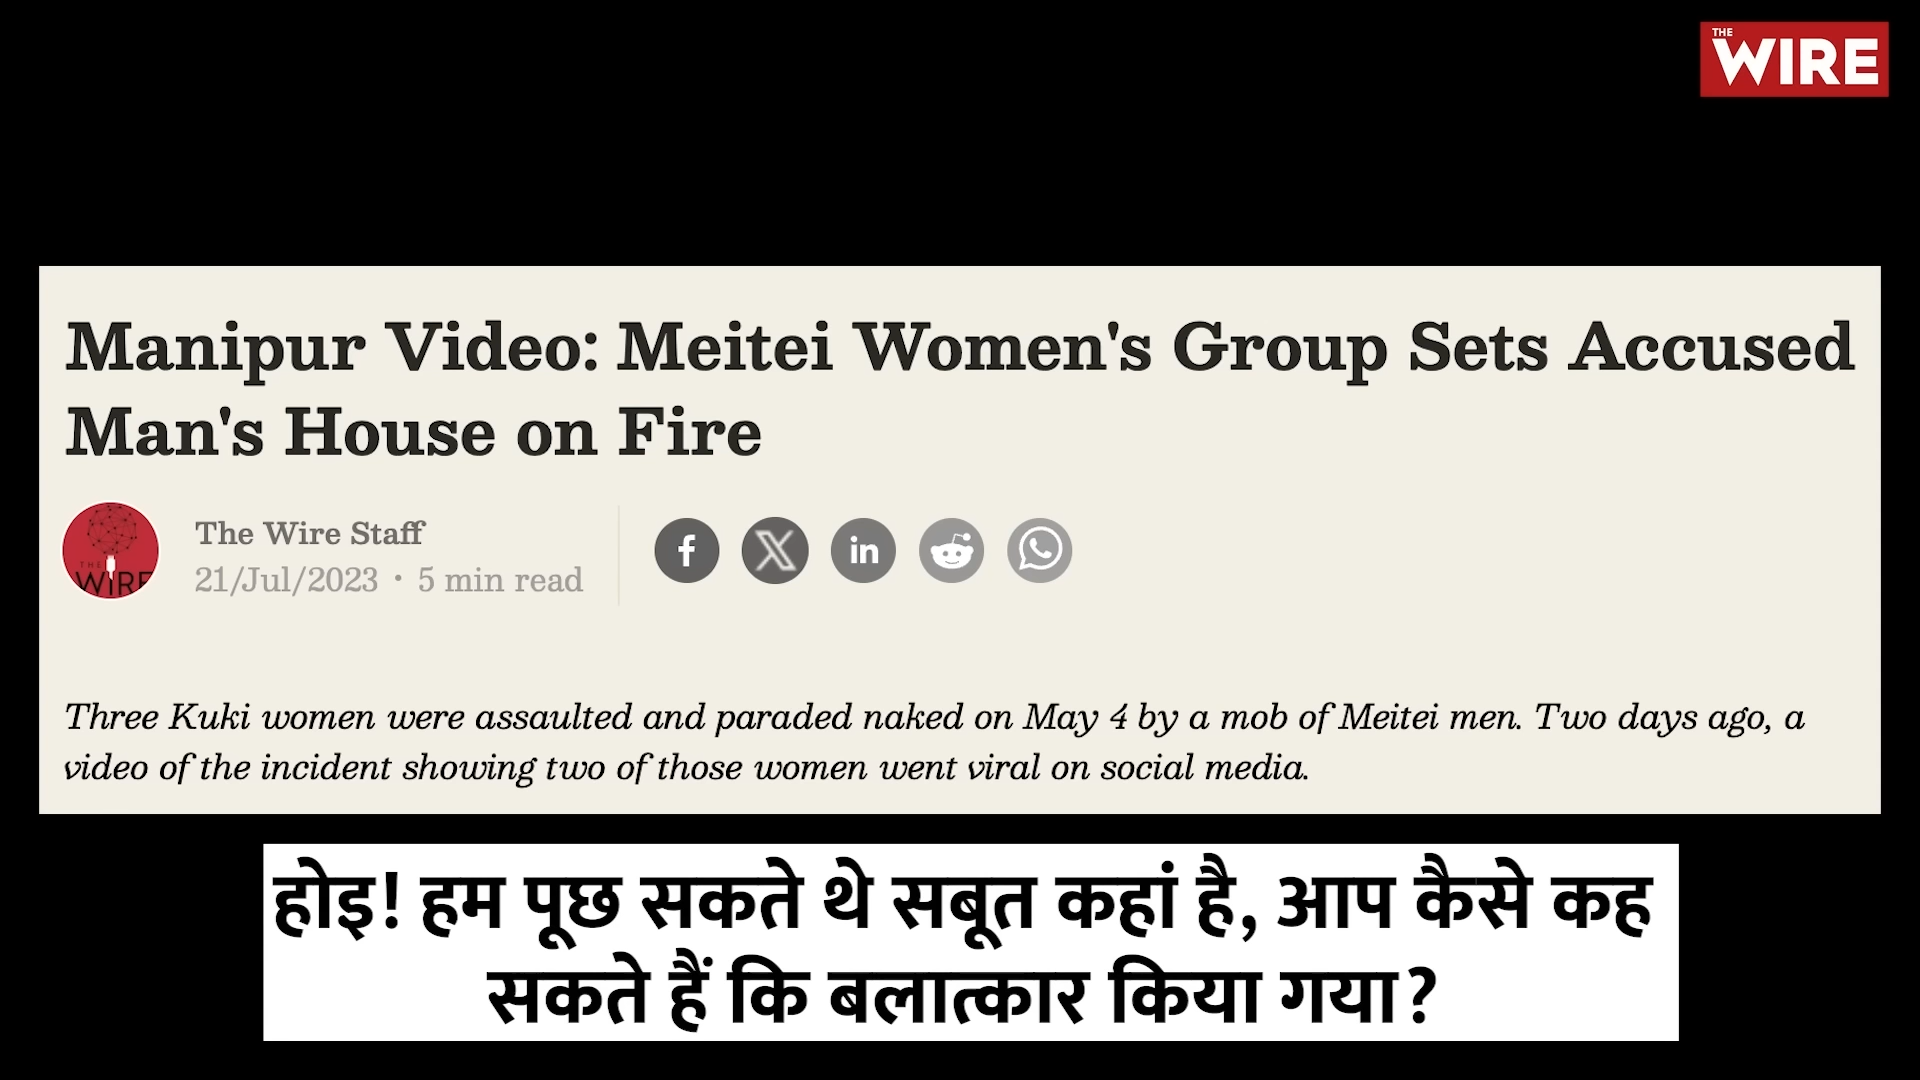 THE
WIRE
Manipur Video: Meitei Women's Group Sets Accused
Man's House on Fire
The Wire Staff
21/Jul/2023 • 5 min read
THE
WIRE
f X in
Three Kuki women were assaulted and paraded naked on May 4 by a mob of Meitei men. Two days ago, a
video of the incident showing two of those women went viral on social media.
होइ! हम पूछ सकते थे सबूत कहां है, आप कैसे कह
सकते हैं कि बलात्कार किया गया?